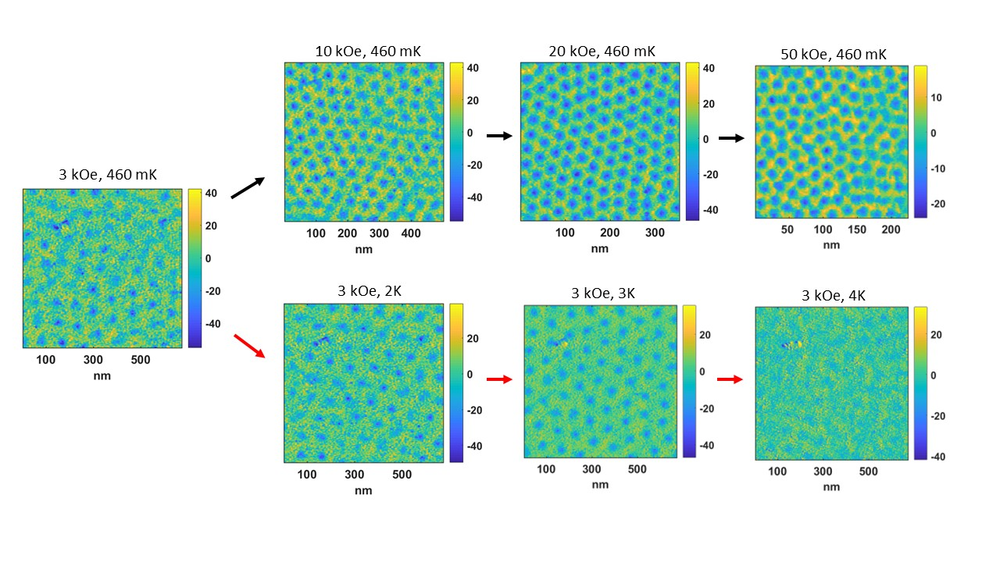 10 kOe, 460 mK
40
20
0
-20
-40
100 200 300 400
nm
20 kOe, 460 mK
40
20
0
-20
-40
100 200 300
nm
50 kOe, 460 mK
10
0
-10
-20
50 100 150 200
nm
3 kOe, 460 mK
40
20
0
-20
-40
100 300 500
nm
3 kOe, 2K
20
0
-20
-40
100 300 500
nm
3 kOe, 3K
20
0
-20
-40
100 300 500
nm
3 kOe, 4K
20
0
-20
-40
100 300 500
nm